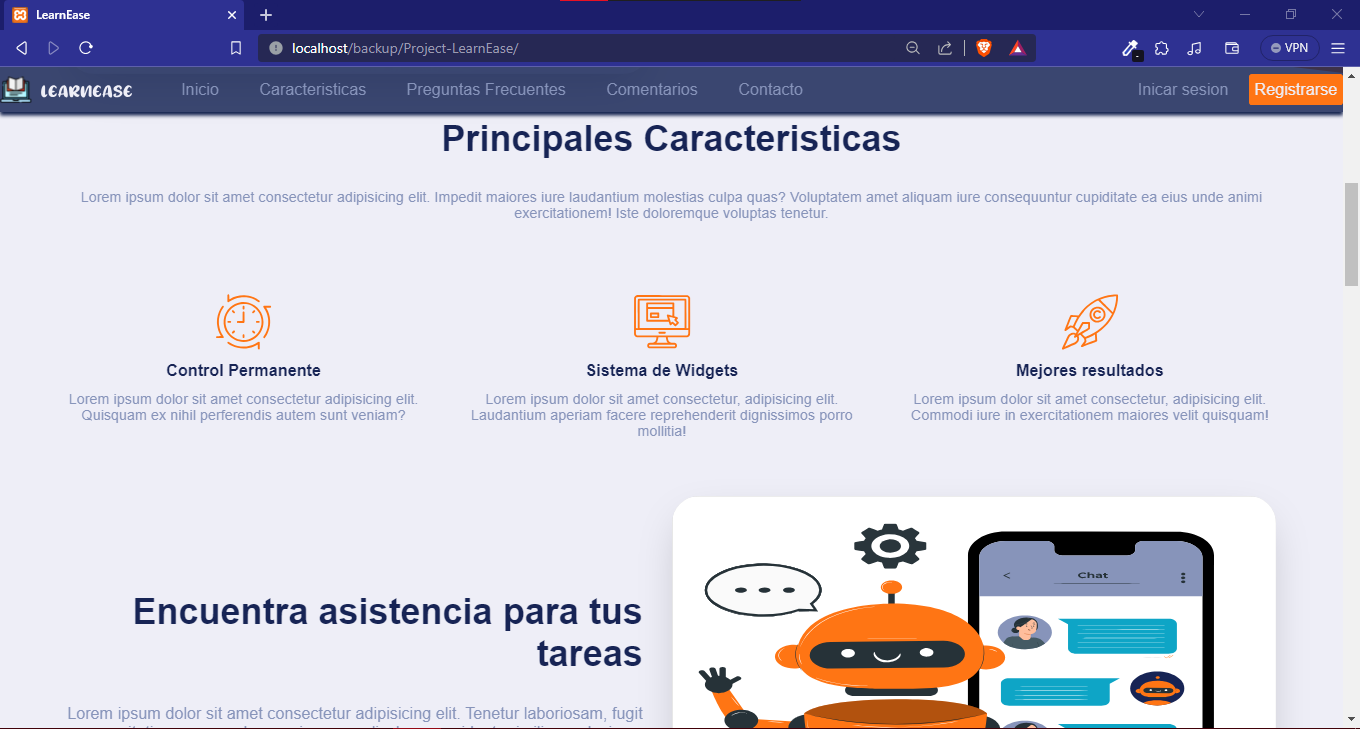 LearnEase
localhost/backup/Project-LearnEase/
VPN
LEARNEASE
Inicio
Caracteristicas
Preguntas Frecuentes
Comentarios
Contacto
Inicar sesion
Registrarse
Principales Caracteristicas
Lorem ipsum dolor sit amet consectetur adipisicing elit. Impedit maiores iure laudantium molestias culpa quas? Voluptatem amet aliquam iure consequuntur cupiditate ea eius unde animi
exercitationem! Iste doloremque voluptas tenetur.
Control Permanente
Lorem ipsum dolor sit amet consectetur adipisicing elit.
Quisquam ex nihil perferendis autem sunt veniam?
Sistema de Widgets
Lorem ipsum dolor sit amet consectetur, adipisicing elit.
Laudantium aperiam facere reprehenderit dignissimos porro
mollitia!
Mejores resultados
Lorem ipsum dolor sit amet consectetur, adipisicing elit.
Commodi iure in exercitationem maiores velit quisquam!
Encuentra asistencia para tus
tareas
Lorem ipsum dolor sit amet consectetur adipisicing elit. Tenetur laboriosam, fugit
Chat